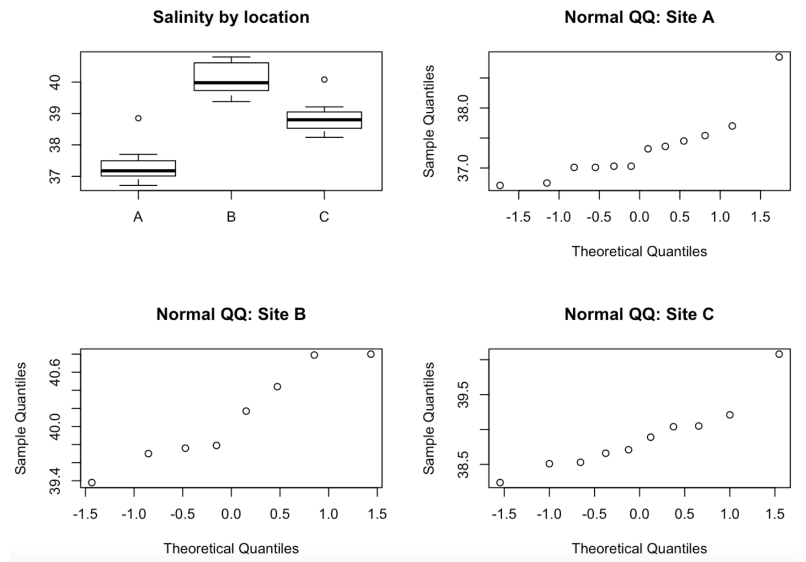 Salinity by location
40
39
38
37
A B C
Normal QQ: Site A
Sample Quantiles
38.0
37.0
-1.5 -1.0 -0.5 0.0 0.5 1.0 1.5
Theoretical Quantiles
Normal QQ: Site B
Sample Quantiles
40.6
40.0
39.4
-1.5 -1.0 -0.5 0.0 0.5 1.0 1.5
Theoretical Quantiles
Normal QQ: Site C
Sample Quantiles
39.5
38.5
-1.5 -1.0 -0.5 0.0 0.5 1.0 1.5
Theoretical Quantiles